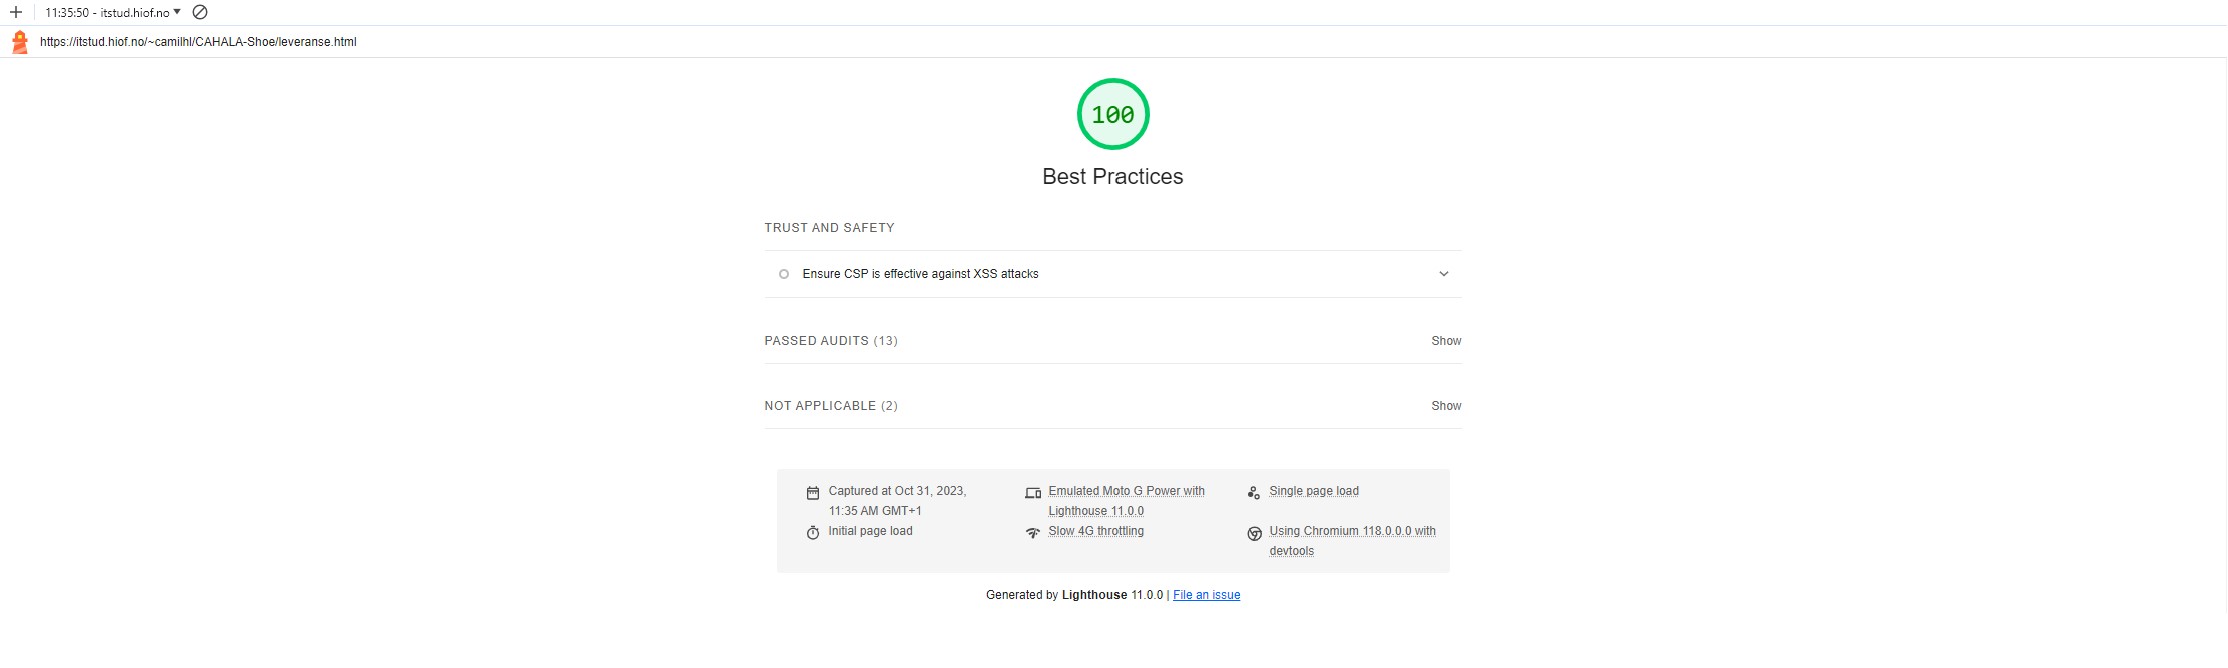 11:35:50 - itstud.hiof.no
https://itstud.hiof.no/~camilhl/CAHALA-Shoe/leveranse.html
100
Best Practices
TRUST AND SAFETY
Ensure CSP is effective against XSS attacks
PASSED AUDITS (13)
Show
NOT APPLICABLE (2)
Show
Captured at Oct 31, 2023,
11:35 AM GMT+1
Initial page load
Emulated Moto G Power with
Lighthouse 11.0.0
Slow 4G throttling
Single page load
Using Chromium 118.0.0.0 with
devtools
Generated by Lighthouse 11.0.0 | File an issue